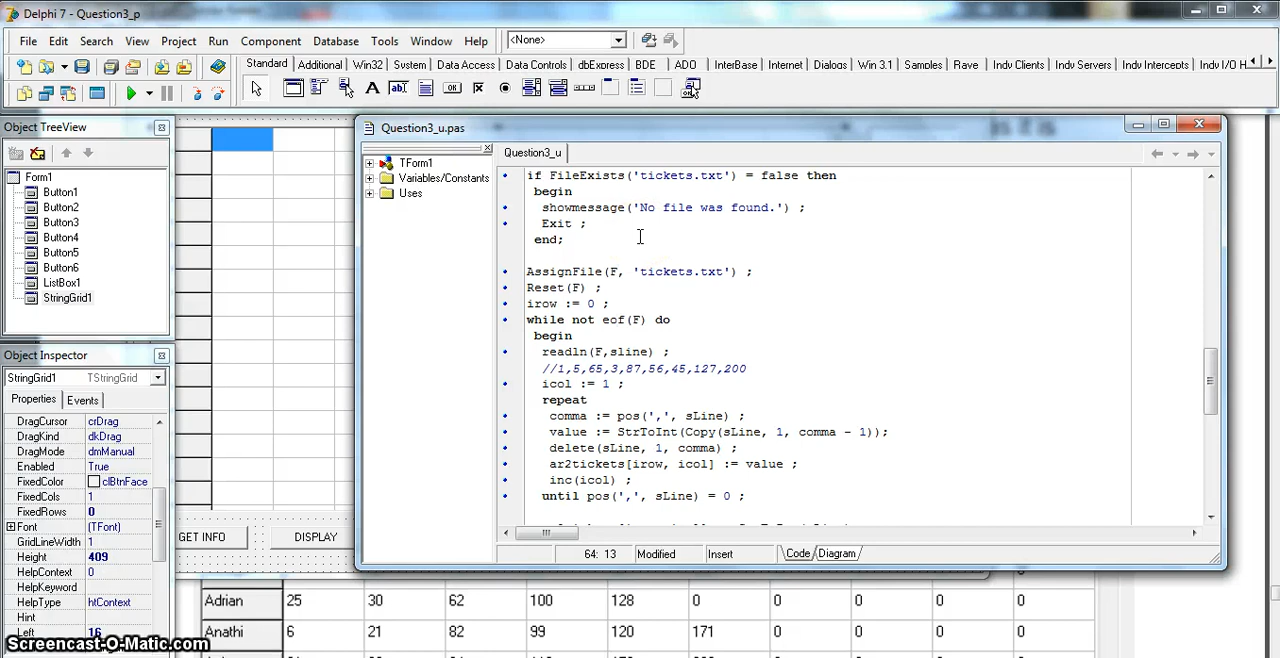 Delphi 7 - Question3_p
File Edit Search View Project Run Component Database Tools Window Help <None>
Standard Additional Win32 System Data Access Data Controls dbExpress BDE ADO InterBase Internet Dialogs Win 3.1 Samples Rave Indy Clients Indy Servers Indy Intercepts Indy I/O H
Object TreeView
Form1
Button1
Button2
Button3
Button4
Button5
Button6
ListBox1
StringGrid1
Object Inspector
StringGrid1 TStringGrid
Properties Events
DragCursor crDrag
DragKind dkDrag
DragMode dmManual
Enabled True
FixedColor clBtnFace
FixedCols 1
FixedRows 0
Font (TFont)
GridLineWidth 1
Height 409
HelpContext 0
HelpKeyword
HelpType htContext
Hint
Left 16
Screencast-O-Matic.com
is it is
Question3_u.pas
Question3_u
TForm1
Variables/Constants
Uses
if FileExists('tickets.txt') = false then
begin
showmessage('No file was found.') ;
Exit ;
end;
AssignFile(F, 'tickets.txt') ;
Reset(F) ;
irow := 0 ;
while not eof(F) do
begin
readln(F,sline) ;
//1,5,65,3,87,56,45,127,200
icol := 1 ;
repeat
comma := pos(',', sLine) ;
value := StrToInt(Copy(sLine, 1, comma - 1));
delete(sLine, 1, comma) ;
ar2tickets[irow, icol] := value ;
inc(icol) ;
until pos(',', sLine) = 0 ;
64: 13 Modified Insert Code Diagram
GET INFO DISPLAY
Adrian 25 30 62 100 128 0 0 0 0 0
Anathi 6 21 82 99 120 171 0 0 0 0